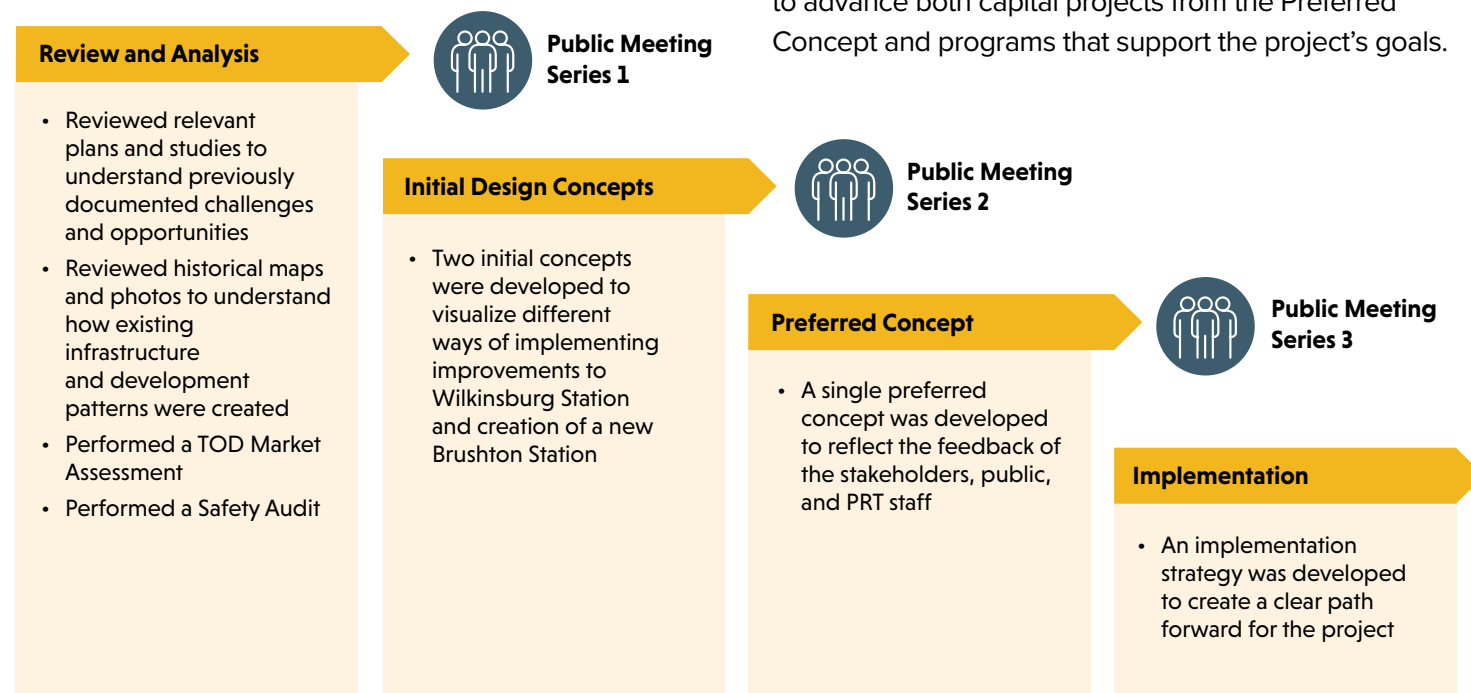 to advance both capital projects from the Preferred
Concept and programs that support the project's goals.
Review and Analysis
• Reviewed relevant
plans and studies to
understand previously
documented challenges
and opportunities
• Reviewed historical maps
and photos to understand
how existing
infrastructure
and development
patterns were created
• Performed a TOD Market
Assessment
• Performed a Safety Audit
Public Meeting
Series 1
Initial Design Concepts
• Two initial concepts
were developed to
visualize different
ways of implementing
improvements to
Wilkinsburg Station
and creation of a new
Brushton Station
Public Meeting
Series 2
Preferred Concept
• A single preferred
concept was developed
to reflect the feedback of
the stakeholders, public,
and PRT staff
Public Meeting
Series 3
Implementation
• An implementation
strategy was developed
to create a clear path
forward for the project